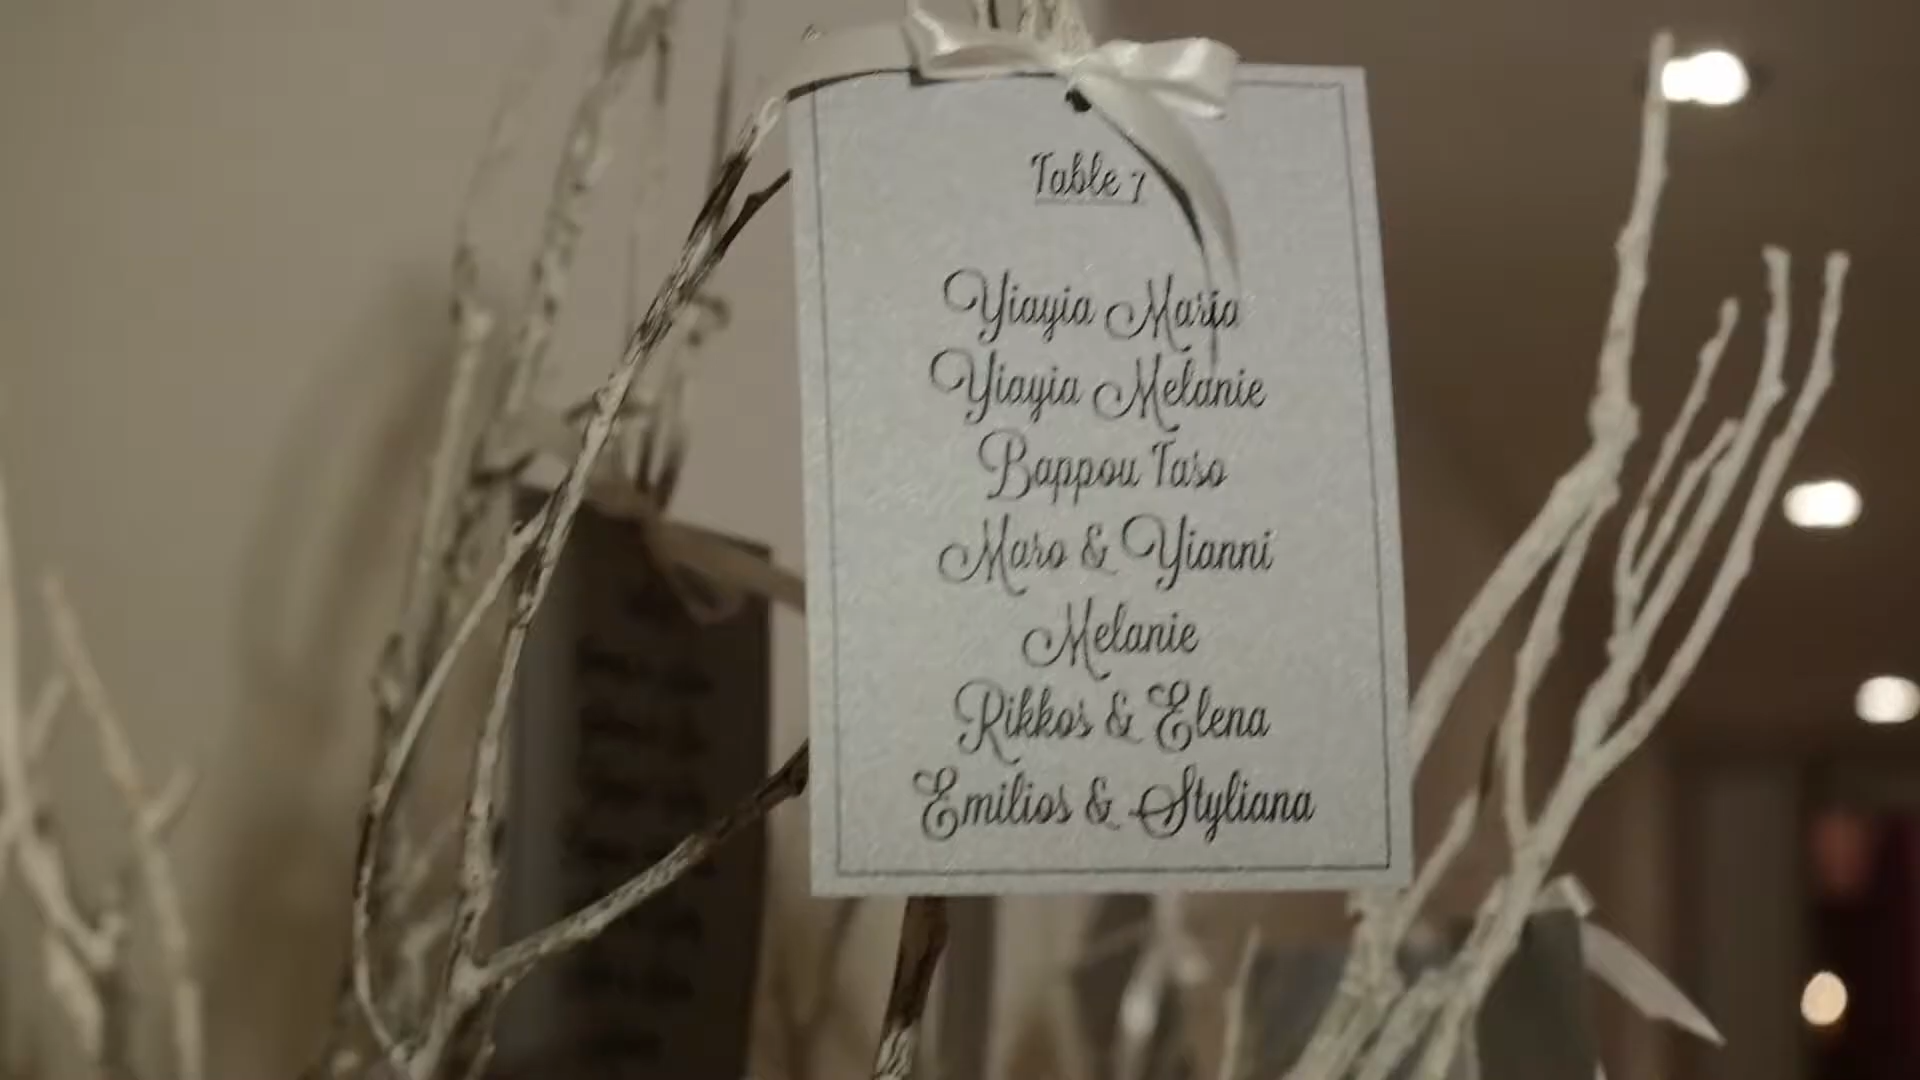 Table 7
Yiayia Maria
Yiayia Melanie
Bappou Taso
Maro & Yianni
Melanie
Rikkos & Elena
Emilios & Styliana